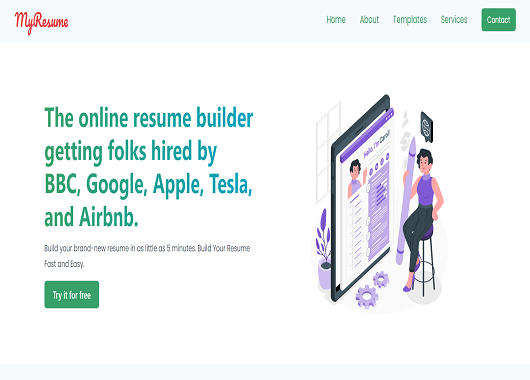 MyResume
Home About Templates Services Contact
The online resume builder
getting folks hired by
BBC, Google, Apple, Tesla,
and Airbnb.
Hello, I'm Carol!
Build your brand-new resume in as little as 5 minutes. Build Your Resume
Fast and Easy.
Try it for free